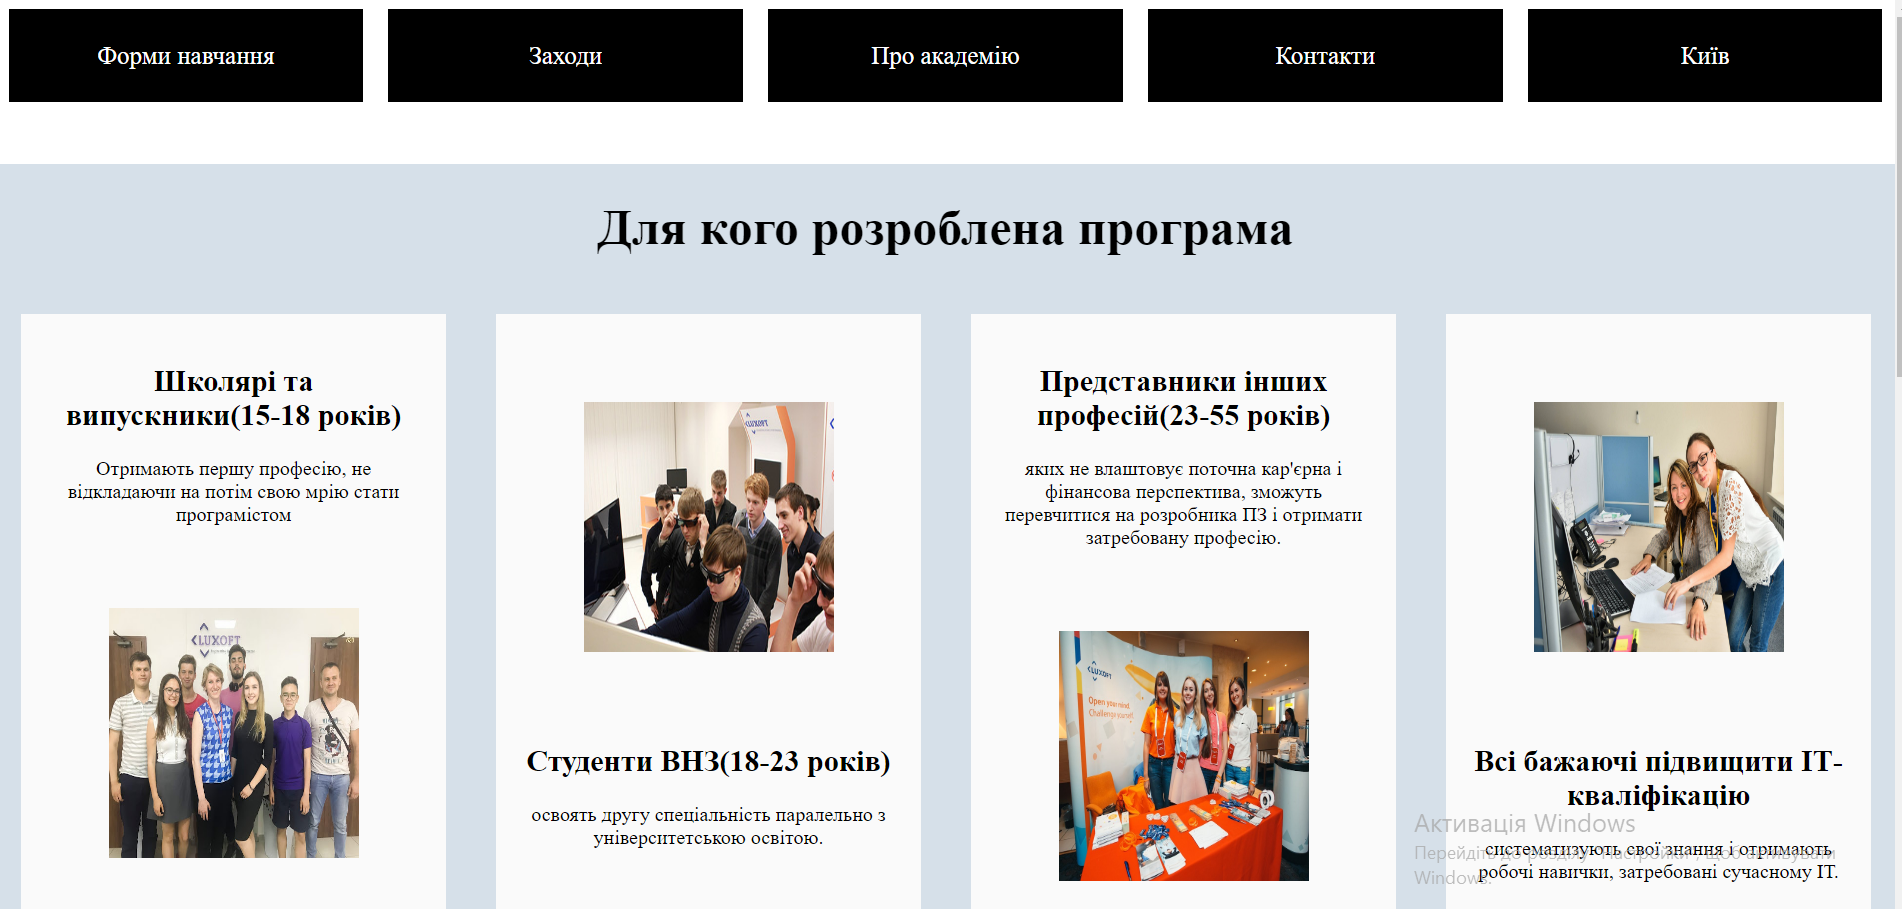 Форми навчання
Заходи
Про академію
Контакти
Київ
Для кого розроблена програма
Школярі та
випускники(15-18 років)
Отримають першу професію, не
відкладаючи на потім свою мрію стати
програмістом
LUXOFT
LUXOFT
Студенти ВНЗ(18-23 років)
освоять другу спеціальність паралельно з
університетською освітою.
Представники інших
професій(23-55 років)
яких не влаштовує поточна кар'єрна і
фінансова перспектива, зможуть
перевчитися на розробника ПЗ і отримати
затребувану професію.
LUXOFT
Open your mind.
Challenge yourself.
Всі бажаючі підвищити ІТ-
кваліфікацію
систематизують свої знання і отримають
робочі навички, затребовані сучасному ІТ.
Активація Windows
Перейдіть до розділу "Настройки", щоб активувати
Windows.